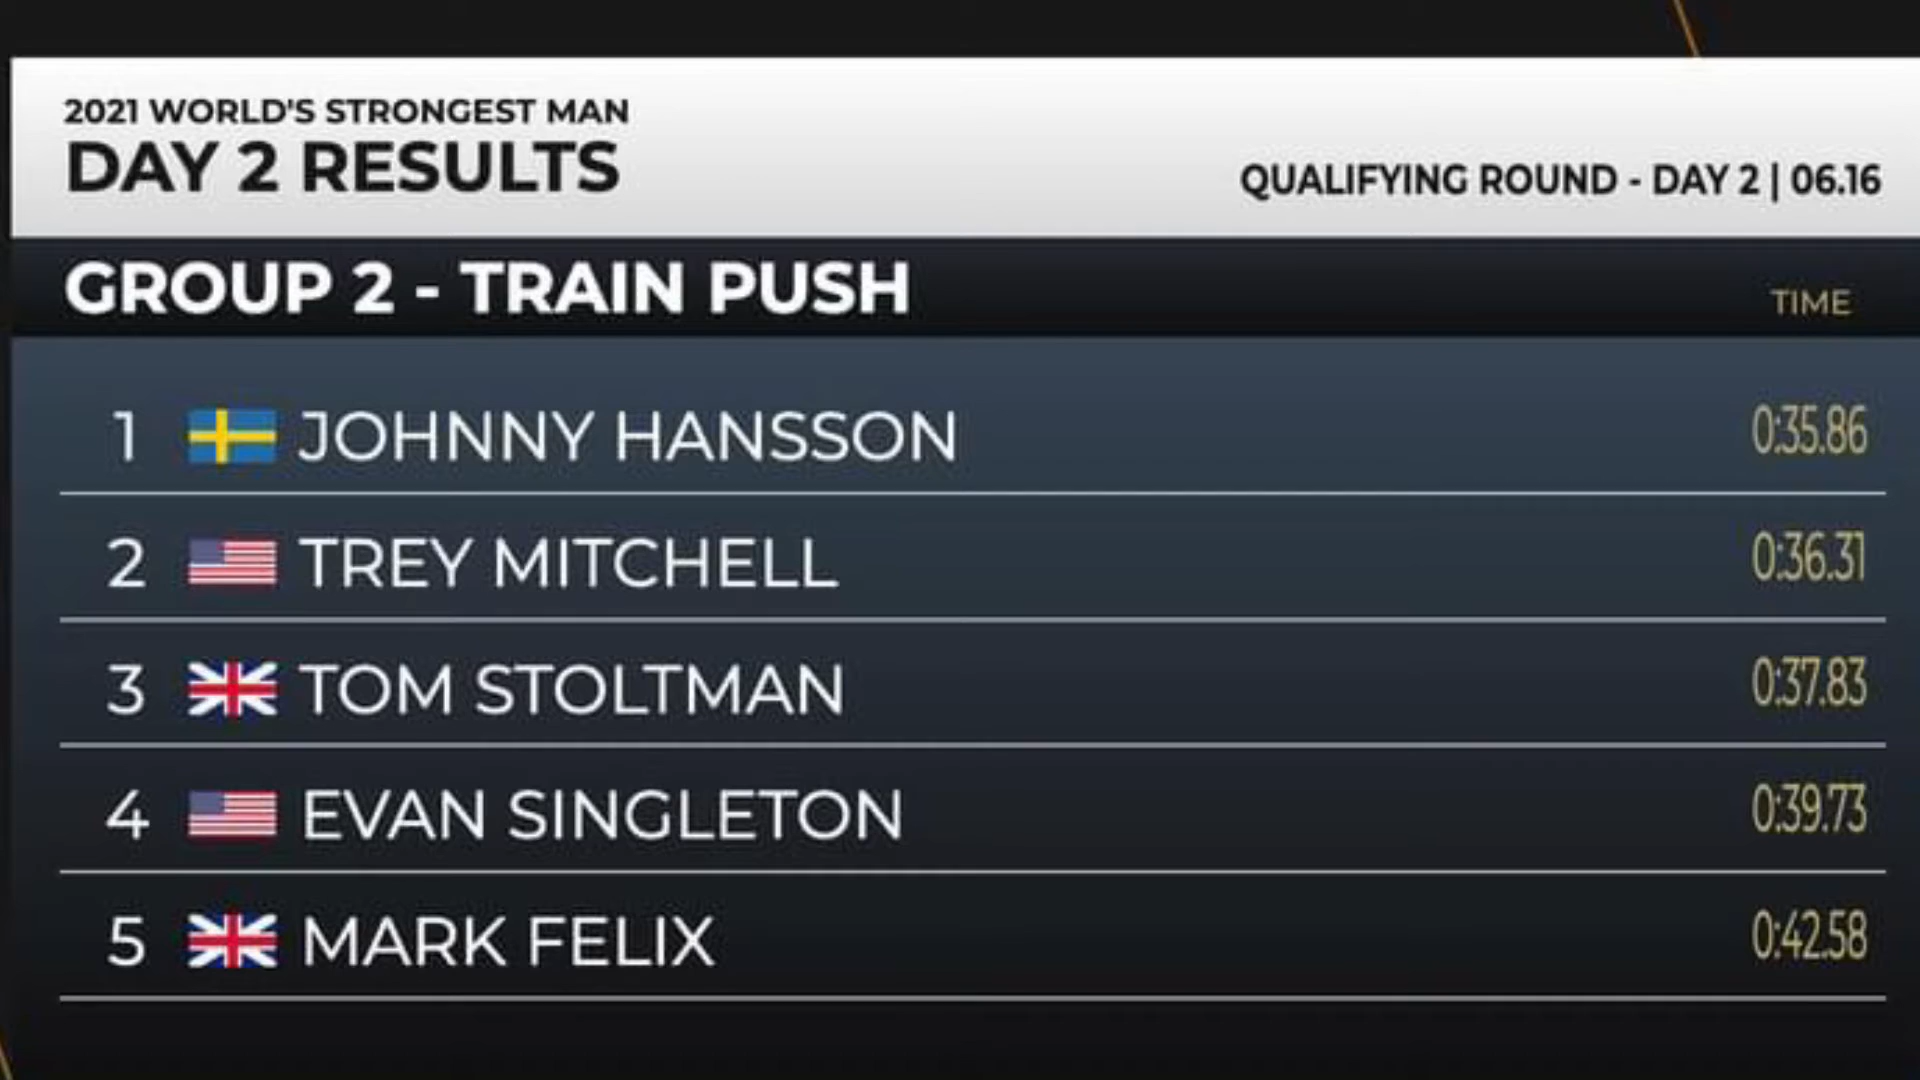 2021 WORLD'S STRONGEST MAN
DAY 2 RESULTS
QUALIFYING ROUND - DAY 2 | 06.16
GROUP 2 - TRAIN PUSH
TIME
1 JOHNNY HANSSON 0:35.86
2 TREY MITCHELL 0:36.31
3 TOM STOLTMAN 0:37.83
4 EVAN SINGLETON 0:39.73
5 MARK FELIX 0:42.58